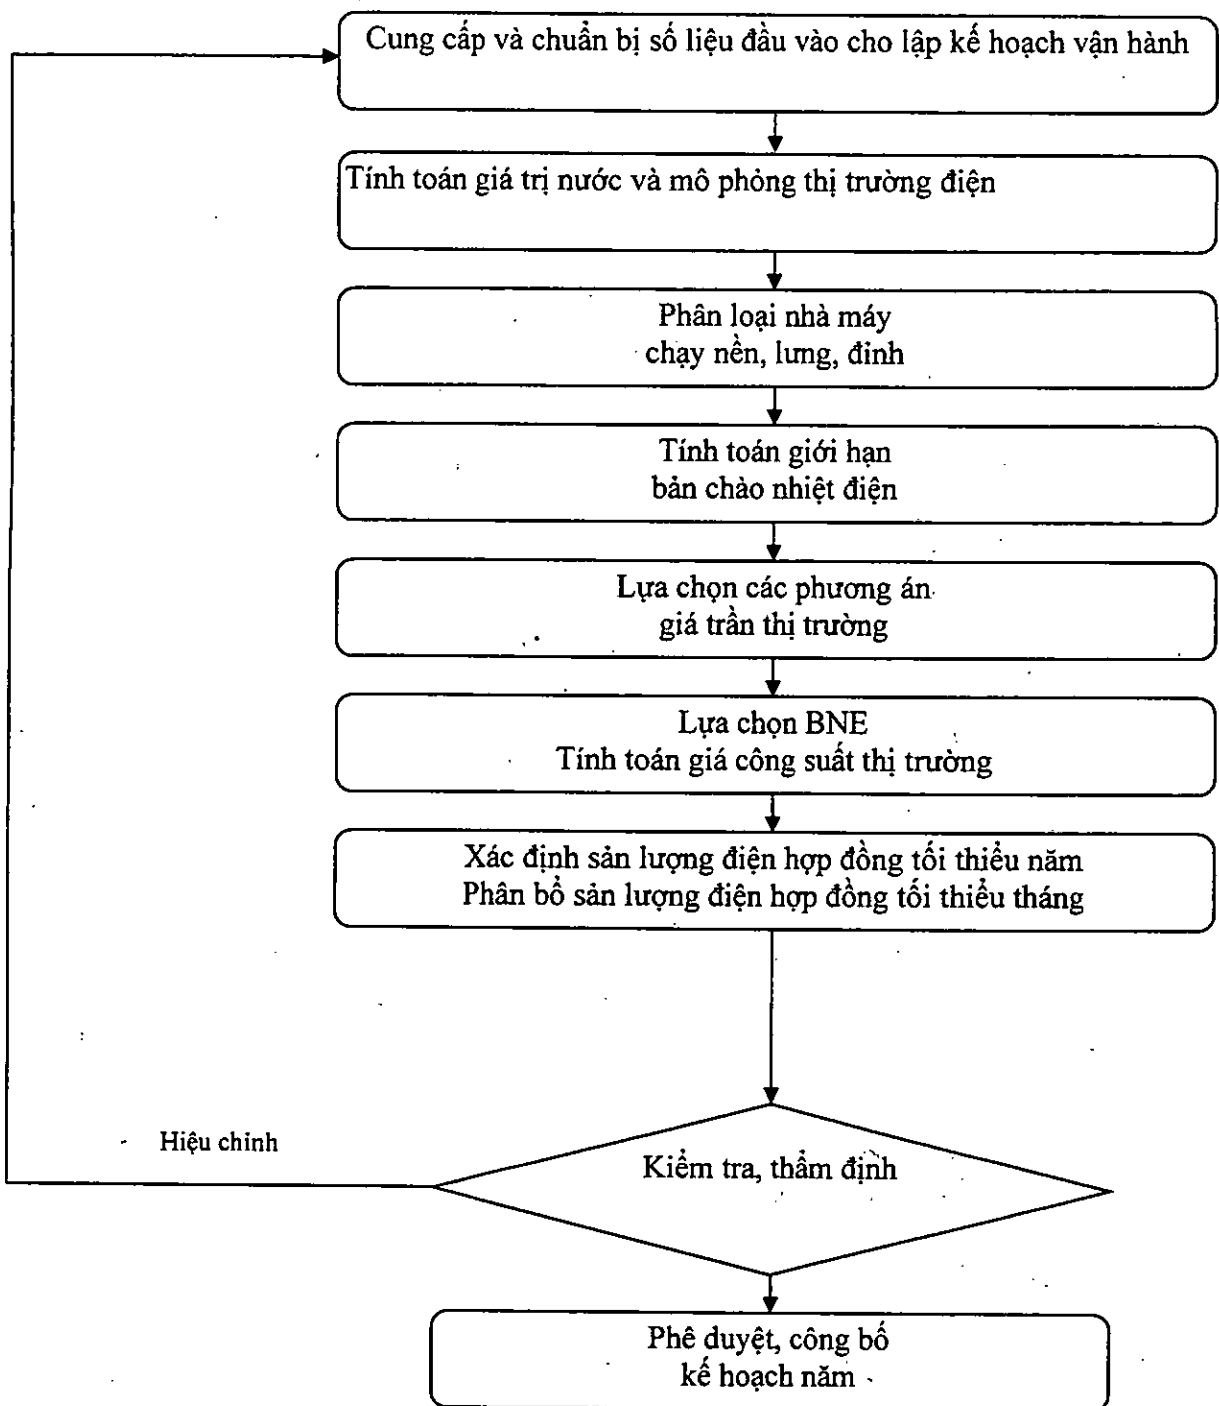 Cung cấp và chuẩn bị số liệu đầu vào cho lập kế hoạch vận hành
Tính toán giá trị nước và mô phỏng thị trường điện
Phân loại nhà máy
chạy nền, lưng, đỉnh
Tính toán giới hạn
bản chào nhiệt điện
Lựa chọn các phương án
giá trần thị trường
Lựa chọn BNE
Tính toán giá công suất thị trường
Xác định sản lượng điện hợp đồng tối thiểu năm
Phân bổ sản lượng điện hợp đồng tối thiểu tháng
Hiệu chỉnh
Kiểm tra, thẩm định
Phê duyệt, công bố
kế hoạch năm